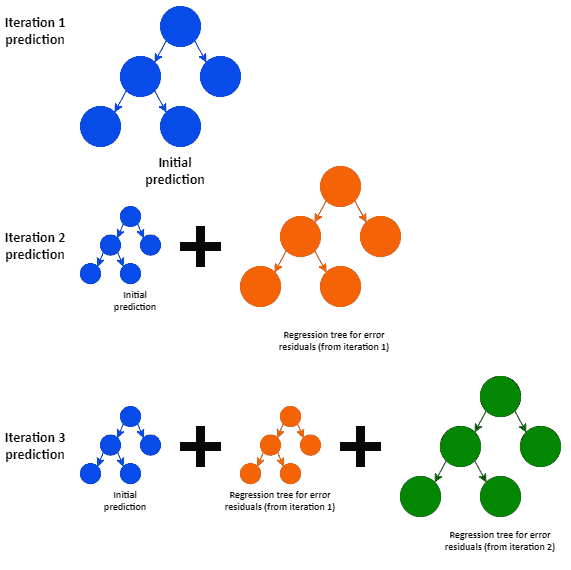 Iteration 1
prediction
Initial
prediction
Iteration 2
prediction
Initial
prediction
Regression tree for error
residuals (from iteration 1)
Iteration 3
prediction
Initial
prediction
Regression tree for error
residuals (from iteration 1)
Regression tree for error
residuals (from iteration 2)